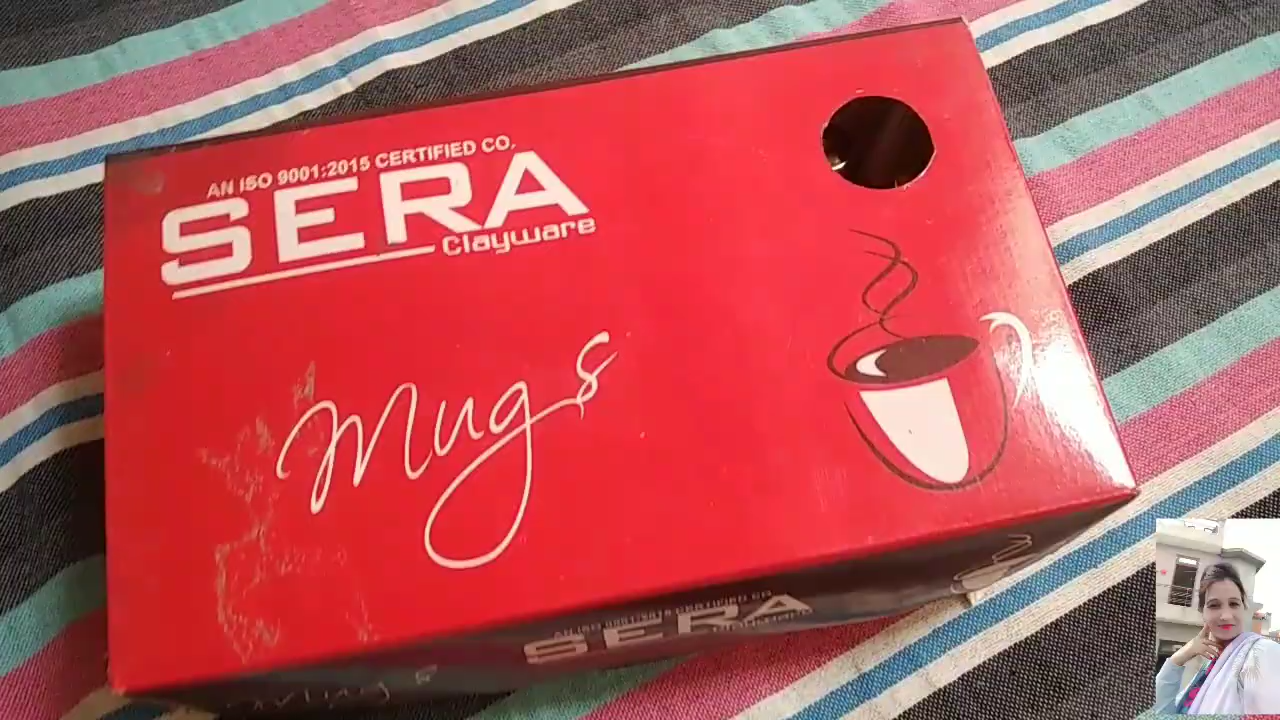 AN ISO 9001:2015 CERTIFIED CO.
SERA
Clayware
Mugs
SERA